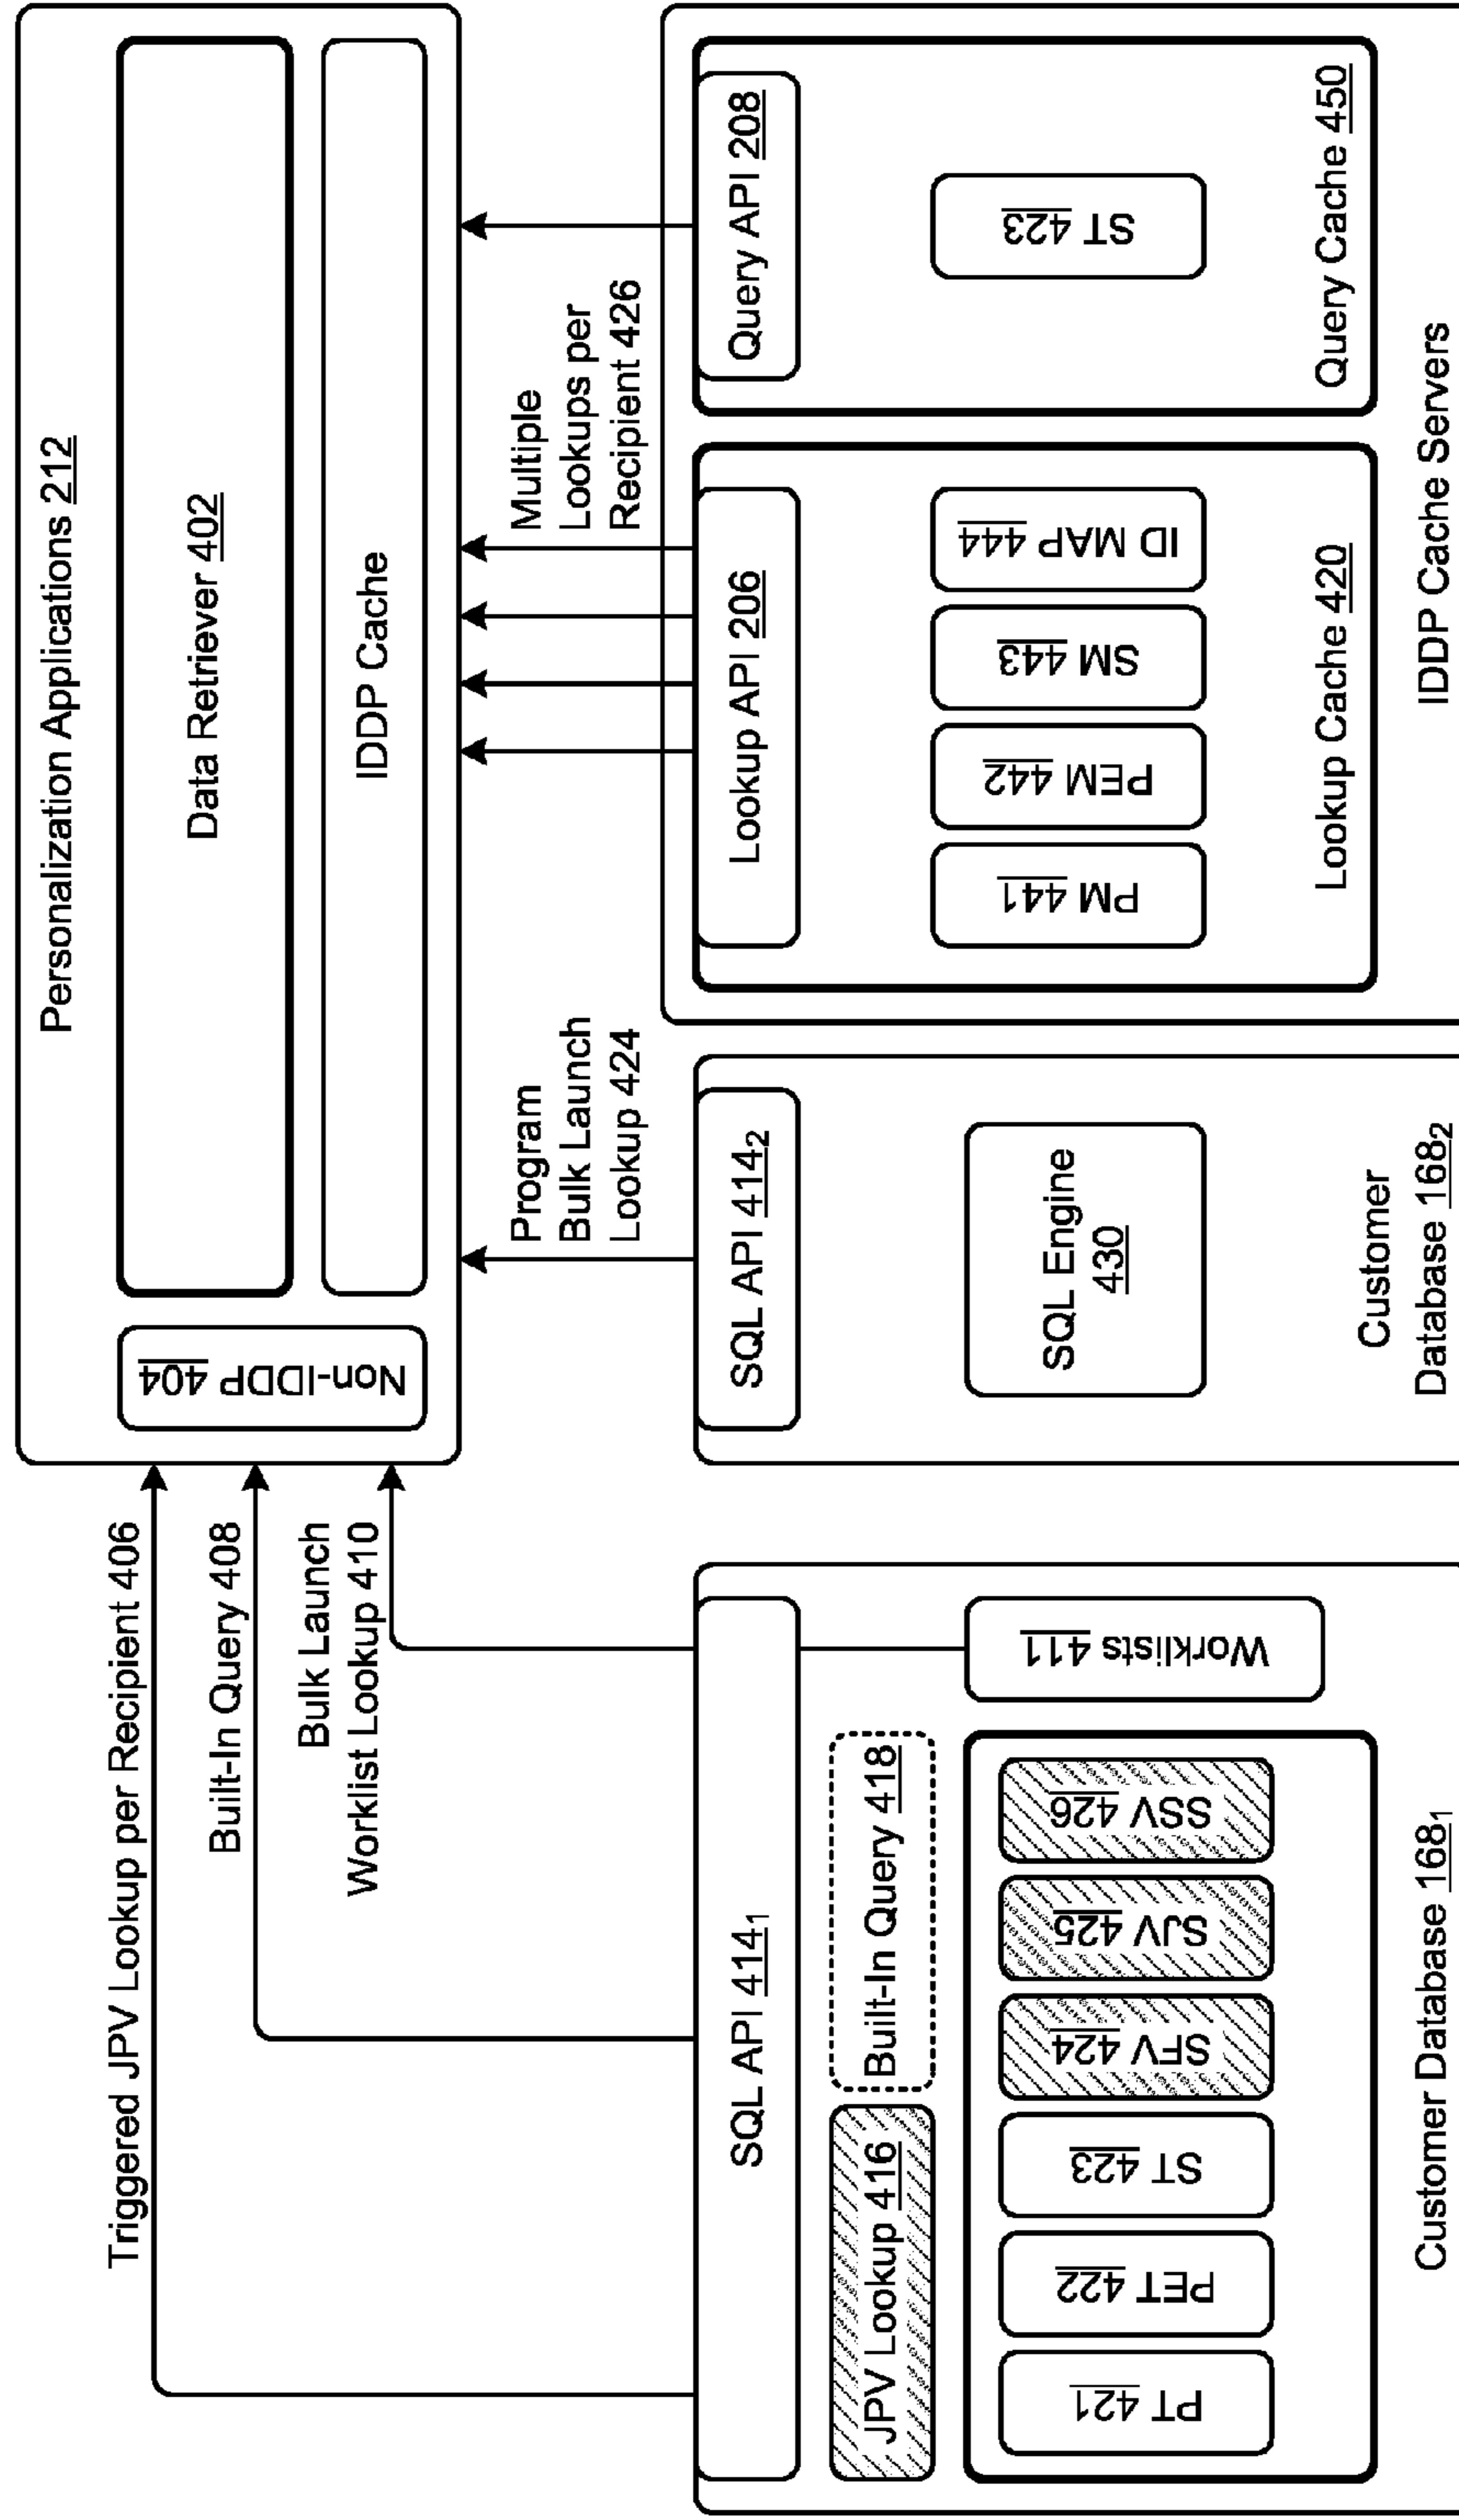 Personalization Applications 212
Non-IDDP 404
Data Retriever 402
IDDP Cache
Triggered JPV Lookup per Recipient 406
Built-In Query 408
Bulk Launch
Worklist Lookup 410
Program
Bulk Launch
Lookup 424
Multiple
Lookups per
Recipient 426
SQL API 414₁
JPV Lookup 416
Built-In Query 418
PT 421
PET 422
ST 423
SFV 424
SJV 425
SSV 426
Worklists 411
Customer Database 168₁
SQL API 414₂
SQL Engine
430
Customer
Database 168₂
Lookup API 206
PM 441
PEM 442
SM 443
ID MAP 444
Lookup Cache 420
Query API 208
ST 423
Query Cache 450
IDDP Cache Servers